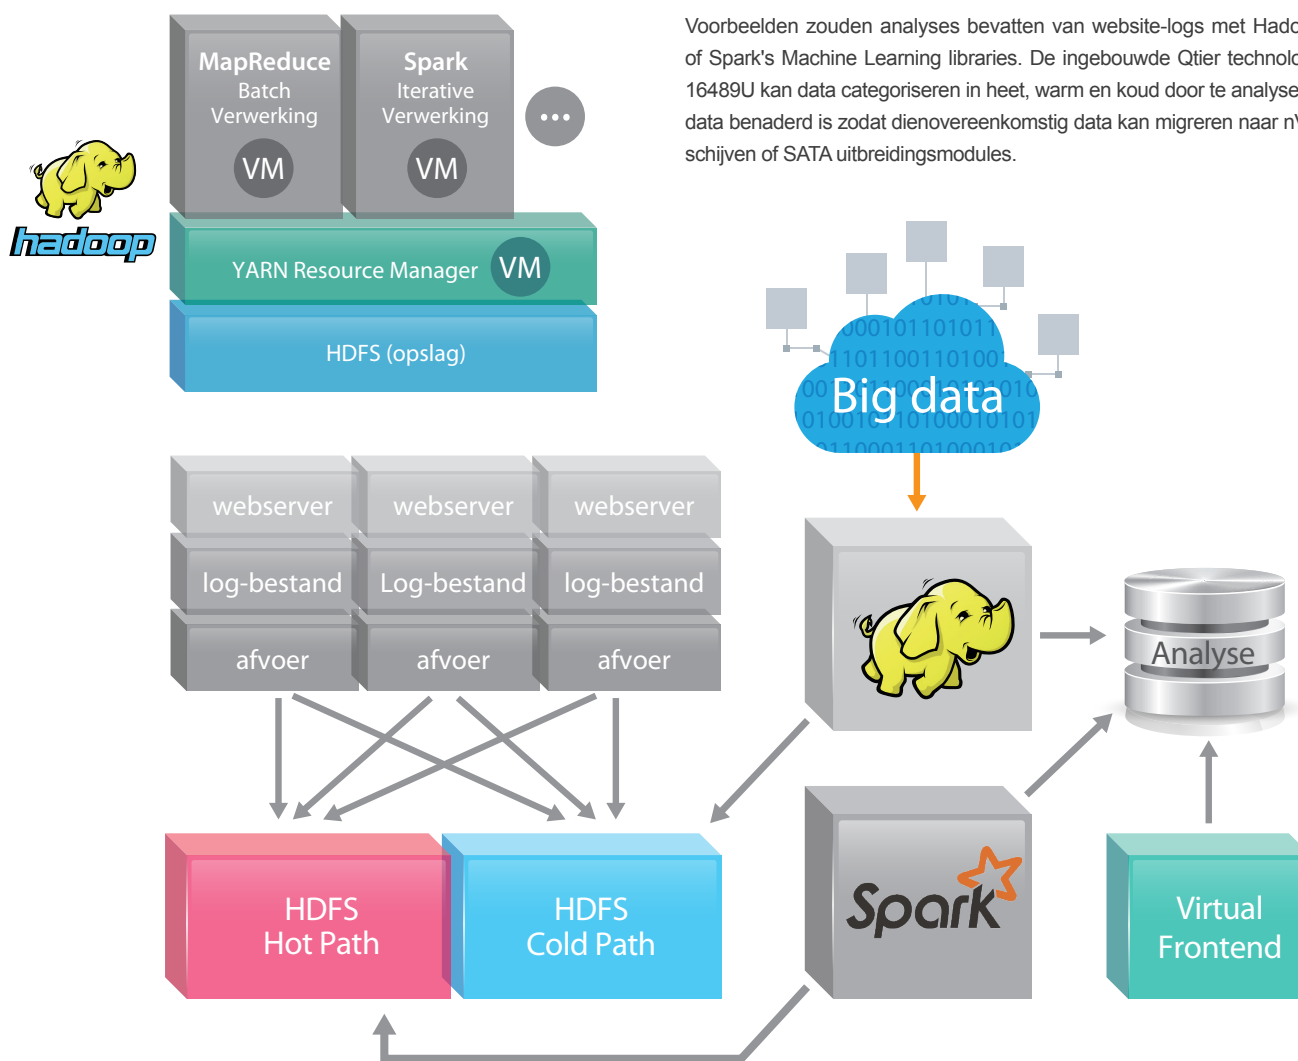 Voorbeelden zouden analyses bevatten van website-logs met
of Spark's Machine Learning libraries. De ingebouwde Qtier
16489U kan data categoriseren in heet, warm en koud door te
data benaderd is zodat dienovereenkomstig data kan migreren naar
schijven of SATA uitbreidingsmodules.
MapReduce
Batch
Verwerking
VM
Spark
Iterative
Verwerking
VM
hadoop
YARN Resource Manager VM
HDFS (opslag)
Big data
webserver webserver webserver
log-bestand Log-bestand log-bestand
afvoer afvoer afvoer
Analyse
HDFS
Hot Path
HDFS
Cold Path
Spark
Virtual
Frontend